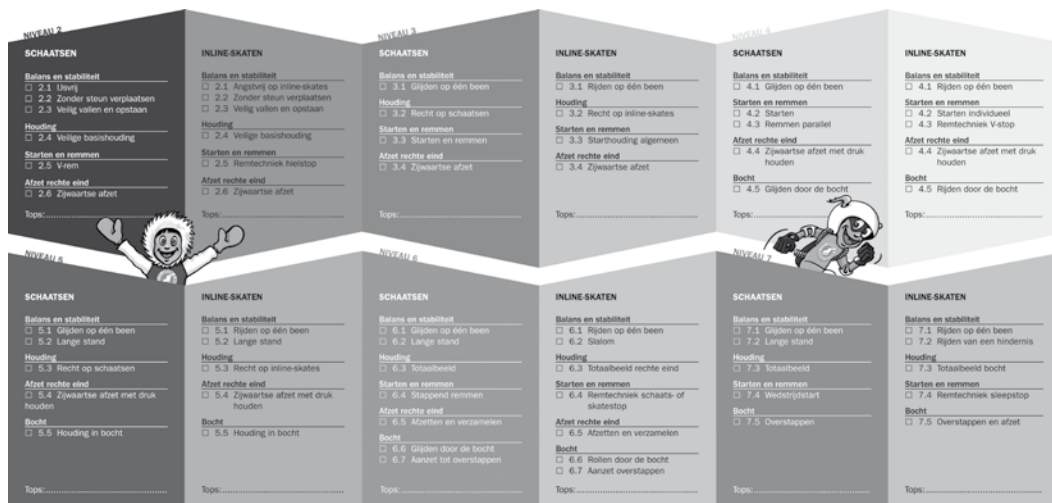 NIVEAU 2
SCHAATSEN
Balans en stabiliteit
☐ 2.1 IJsvrij
☐ 2.2 Zonder steun verplaatsen
☐ 2.3 Veilig vallen en opstaan
Houding
☐ 2.4 Veilige basishouding
Starten en remmen
☐ 2.5 V-rem
Afzet rechte eind
☐ 2.6 Zijwaartse afzet
Tops:
INLINE-SKATEN
Balans en stabiliteit
☐ 2.1 Angstvrij op inline-skates
☐ 2.2 Zonder steun verplaatsen
☐ 2.3 Veilig vallen en opstaan
Houding
☐ 2.4 Veilige basishouding
Starten en remmen
☐ 2.5 Remtechniek hielstop
Afzet rechte eind
☐ 2.6 Zijwaartse afzet
Tops:
NIVEAU 3
SCHAATSEN
Balans en stabiliteit
☐ 3.1 Glijden op één been
Houding
☐ 3.2 Recht op schaatsen
Starten en remmen
☐ 3.3 Starten en remmen
Afzet rechte eind
☐ 3.4 Zijwaartse afzet
Tops:
INLINE-SKATEN
Balans en stabiliteit
☐ 3.1 Rijden op één been
Houding
☐ 3.2 Recht op inline-skates
Starten en remmen
☐ 3.3 Starthouding algemeen
Afzet rechte eind
☐ 3.4 Zijwaartse afzet
Tops:
NIVEAU 4
SCHAATSEN
Balans en stabiliteit
☐ 4.1 Glijden op één been
Starten en remmen
☐ 4.2 Starten
☐ 4.3 Remmen parallel
Afzet rechte eind
☐ 4.4 Zijwaartse afzet met druk
houden
Bocht
☐ 4.5 Glijden door de bocht
Tops:
INLINE-SKATEN
Balans en stabiliteit
☐ 4.1 Rijden op één been
Starten en remmen
☐ 4.2 Starten individueel
☐ 4.3 Remtechniek V-stop
Afzet rechte eind
☐ 4.4 Zijwaartse afzet met druk
houden
Bocht
☐ 4.5 Rijden door de bocht
Tops:
NIVEAU 5
SCHAATSEN
Balans en stabiliteit
☐ 5.1 Glijden op één been
☐ 5.2 Lange stand
Houding
☐ 5.3 Recht op schaatsen
Afzet rechte eind
☐ 5.4 Zijwaartse afzet met druk
houden
Bocht
☐ 5.5 Houding in bocht
Tops:
INLINE-SKATEN
Balans en stabiliteit
☐ 5.1 Rijden op één been
☐ 5.2 Lange stand
Houding
☐ 5.3 Recht op inline-skates
Afzet rechte eind
☐ 5.4 Zijwaartse afzet met druk
houden
Bocht
☐ 5.5 Houding in bocht
Tops:
NIVEAU 6
SCHAATSEN
Balans en stabiliteit
☐ 6.1 Glijden op één been
☐ 6.2 Lange stand
Houding
☐ 6.3 Totaalbeeld
Starten en remmen
☐ 6.4 Stappend remmen
Afzet rechte eind
☐ 6.5 Afzetten en verzamelen
Bocht
☐ 6.6 Glijden door de bocht
☐ 6.7 Aanzet tot overstappen
Tops:
INLINE-SKATEN
Balans en stabiliteit
☐ 6.1 Rijden op één been
☐ 6.2 Slalom
Houding
☐ 6.3 Totaalbeeld rechte eind
Starten en remmen
☐ 6.4 Remtechniek schaats- of
skatestop
Afzet rechte eind
☐ 6.5 Afzetten en verzamelen
Bocht
☐ 6.6 Rollen door de bocht
☐ 6.7 Aanzet overstappen
Tops:
NIVEAU 7
SCHAATSEN
Balans en stabiliteit
☐ 7.1 Glijden op één been
☐ 7.2 Lange stand
Houding
☐ 7.3 Totaalbeeld
Starten en remmen
☐ 7.4 Wedstrijdstart
Bocht
☐ 7.5 Overstappen
Tops:
INLINE-SKATEN
Balans en stabiliteit
☐ 7.1 Rijden op één been
☐ 7.2 Rijden van een hindernis
Houding
☐ 7.3 Totaalbeeld bocht
Starten en remmen
☐ 7.4 Remtechniek sleepstop
Bocht
☐ 7.5 Overstappen en afzet
Tops: